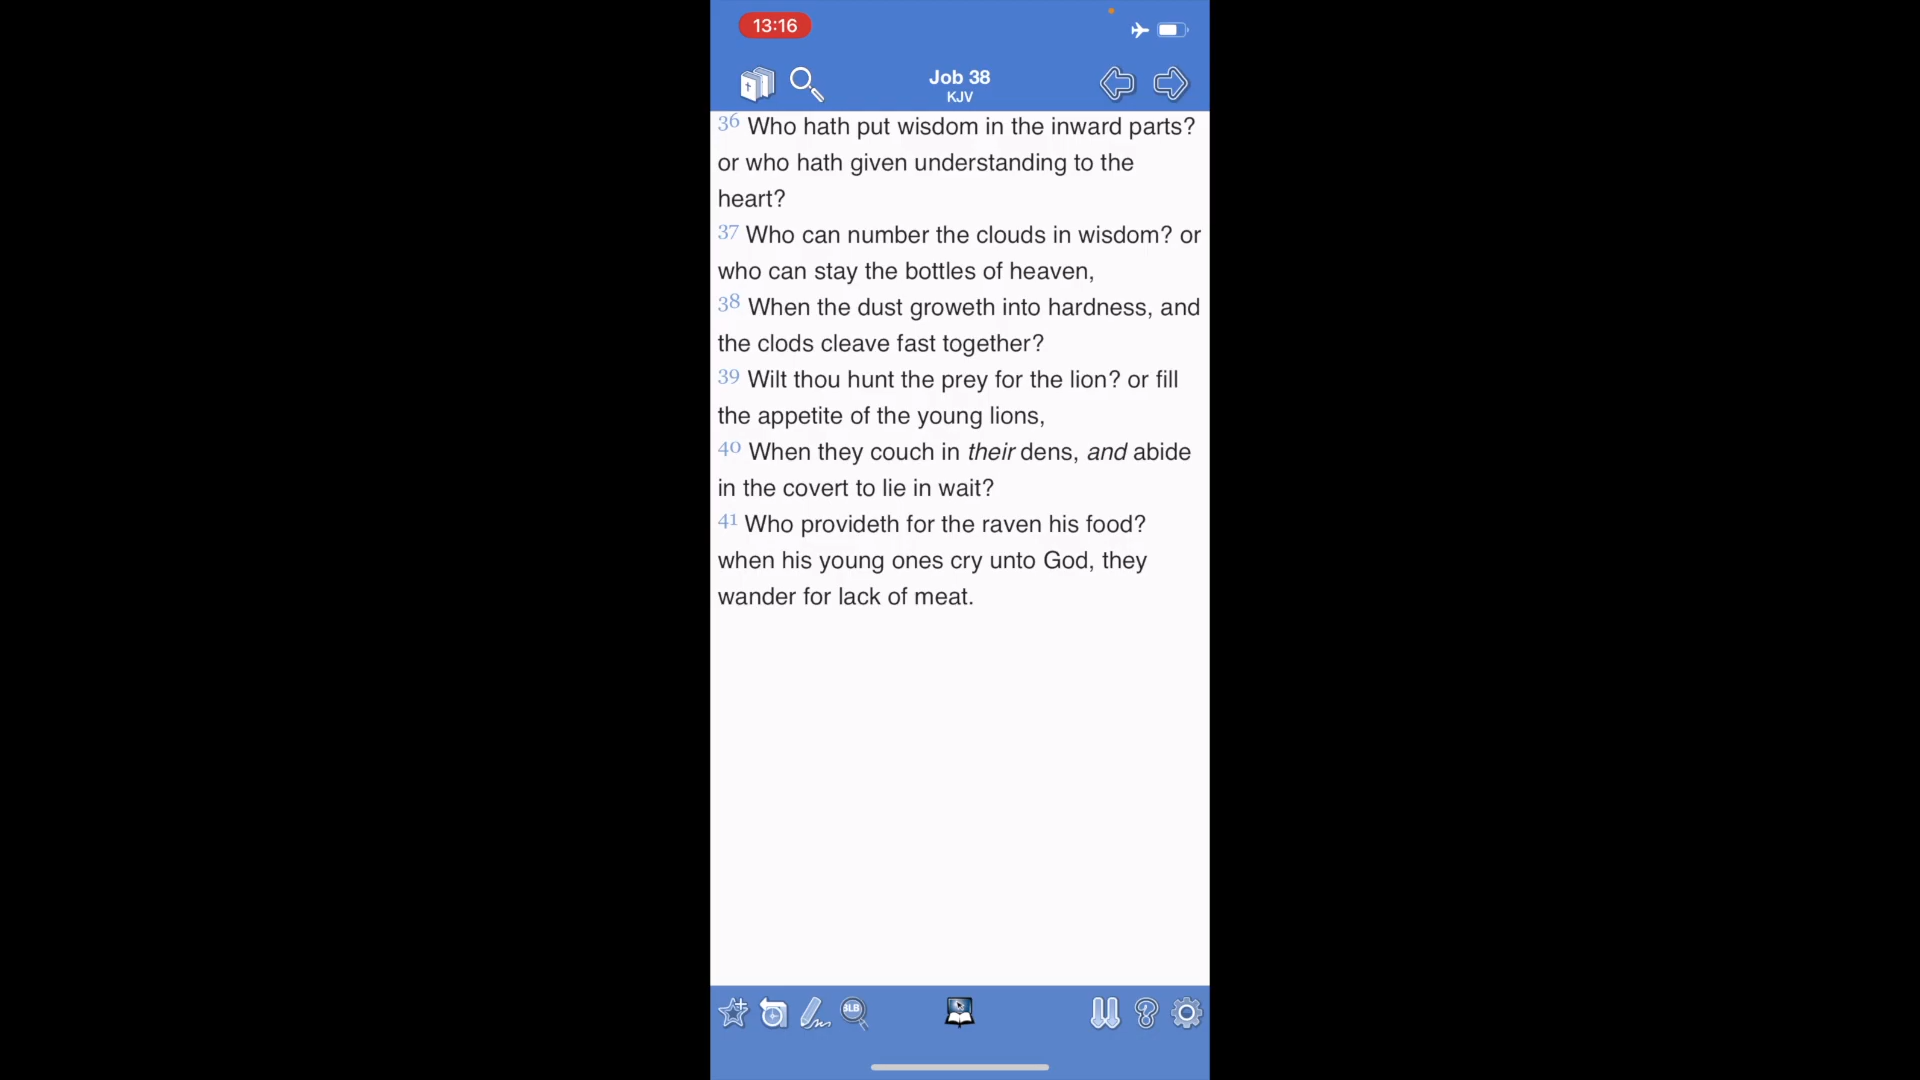 13:16
Job 38
KJV
36 Who hath put wisdom in the inward parts?
or who hath given understanding to the
heart?
37 Who can number the clouds in wisdom? or
who can stay the bottles of heaven,
38 When the dust groweth into hardness, and
the clods cleave fast together?
39 Wilt thou hunt the prey for the lion? or fill
the appetite of the young lions,
40 When they couch in their dens, and abide
in the covert to lie in wait?
41 Who provideth for the raven his food?
when his young ones cry unto God, they
wander for lack of meat.
BLB